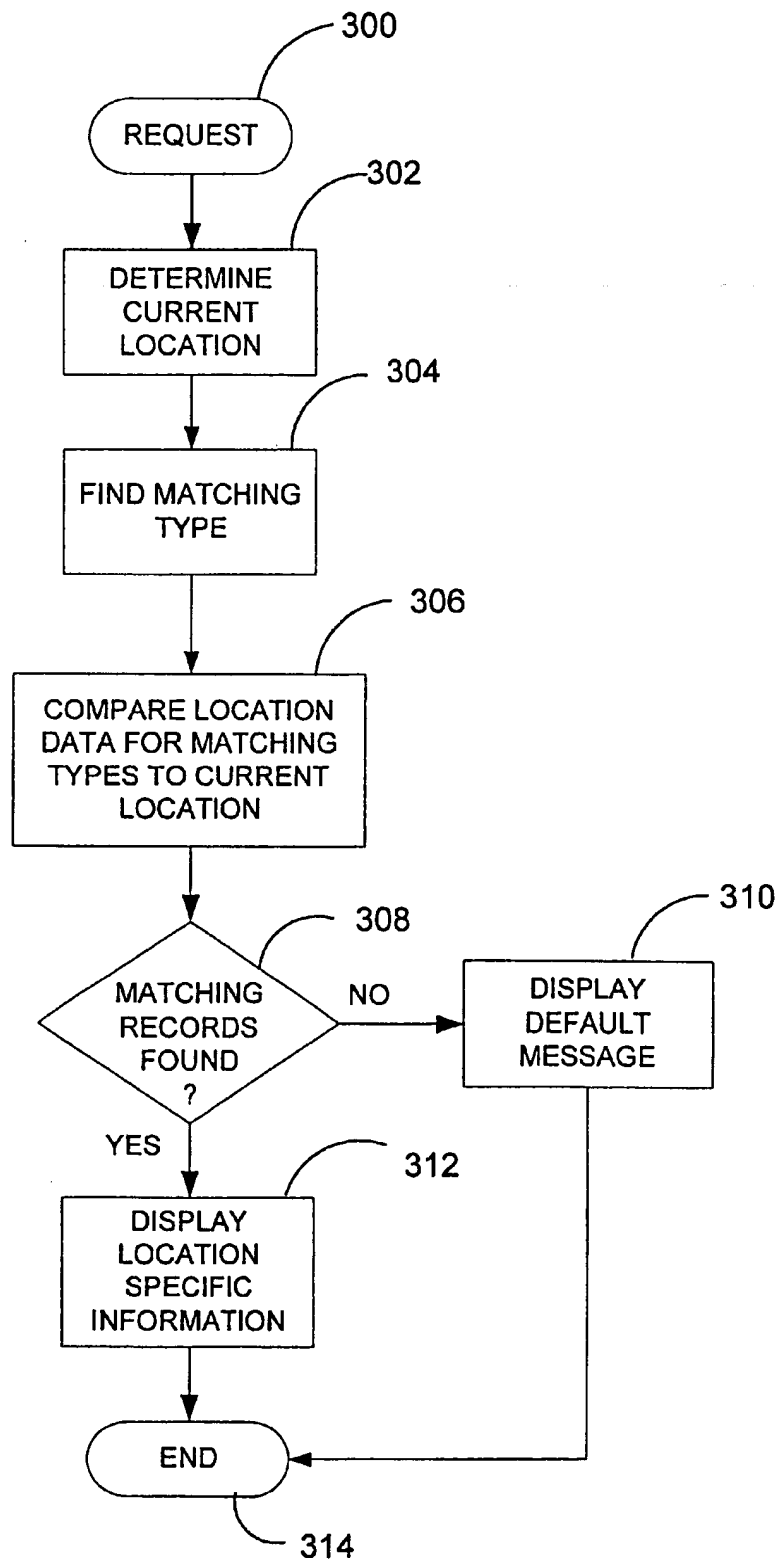 300
REQUEST
302
DETERMINE
CURRENT
LOCATION
304
FIND MATCHING
TYPE
306
COMPARE LOCATION
DATA FOR MATCHING
TYPES TO CURRENT
LOCATION
308
MATCHING
RECORDS
FOUND
?
NO
310
DISPLAY
DEFAULT
MESSAGE
YES
312
DISPLAY
LOCATION
SPECIFIC
INFORMATION
END
314